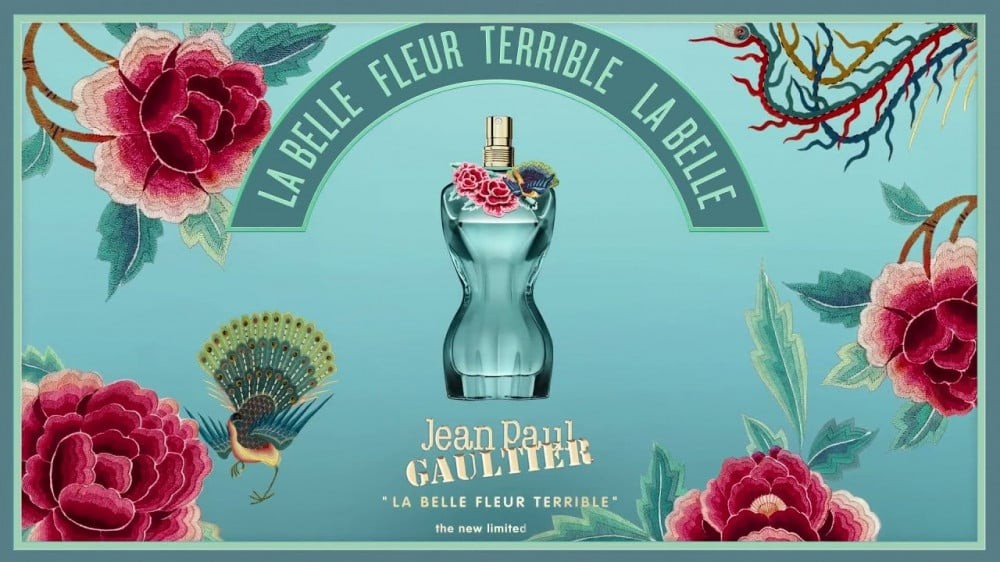 LA BELLE FLEUR TERRIBLE LA BELLE
Jean Paul
GAULTIER
"LA BELLE FLEUR TERRIBLE"
the new limited